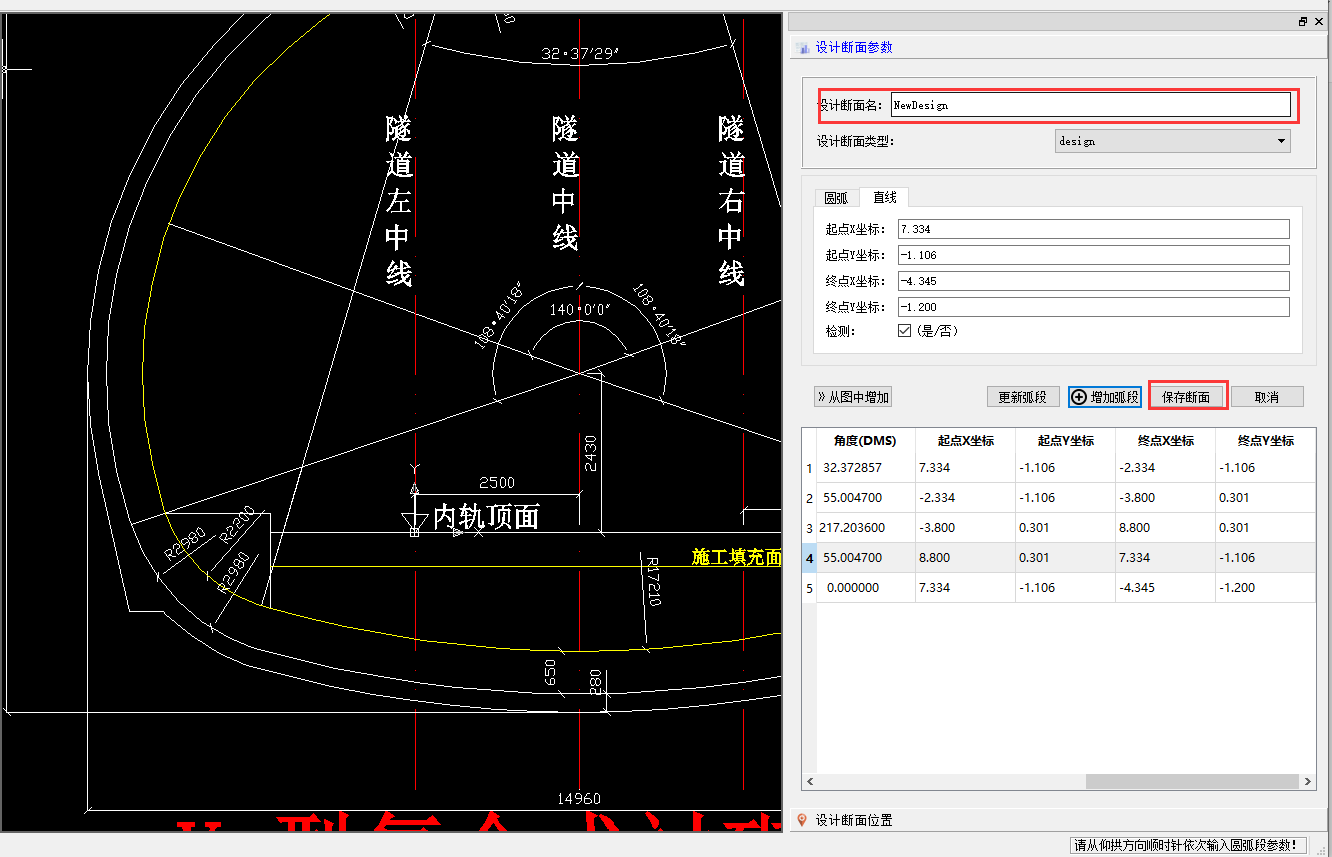 32°37'29"
隧道左中线
隧道中线
隧道右中线
108°40'18"
140°0'0"
108°40'18"
2430
2500
内轨顶面
施工填充面
R2980
R2200
R2980
R17210
650
280
14960
设计断面参数
设计断面名: NewDesign
设计断面类型: design
圆弧 直线
起点X坐标: 7.334
起点Y坐标: -1.106
终点X坐标: -4.345
终点Y坐标: -1.200
检测: (是/否)
》从图中增加 更新弧段 增加弧段 保存断面 取消
角度(DMS) 起点X坐标 起点Y坐标 终点X坐标 终点Y坐标
1 32.372857 7.334 -1.106 -2.334 -1.106
2 55.004700 -2.334 -1.106 -3.800 0.301
3 217.203600 -3.800 0.301 8.800 0.301
4 55.004700 8.800 0.301 7.334 -1.106
5 0.000000 7.334 -1.106 -4.345 -1.200
设计断面位置
请从仰拱方向顺时针依次输入圆弧段参数!